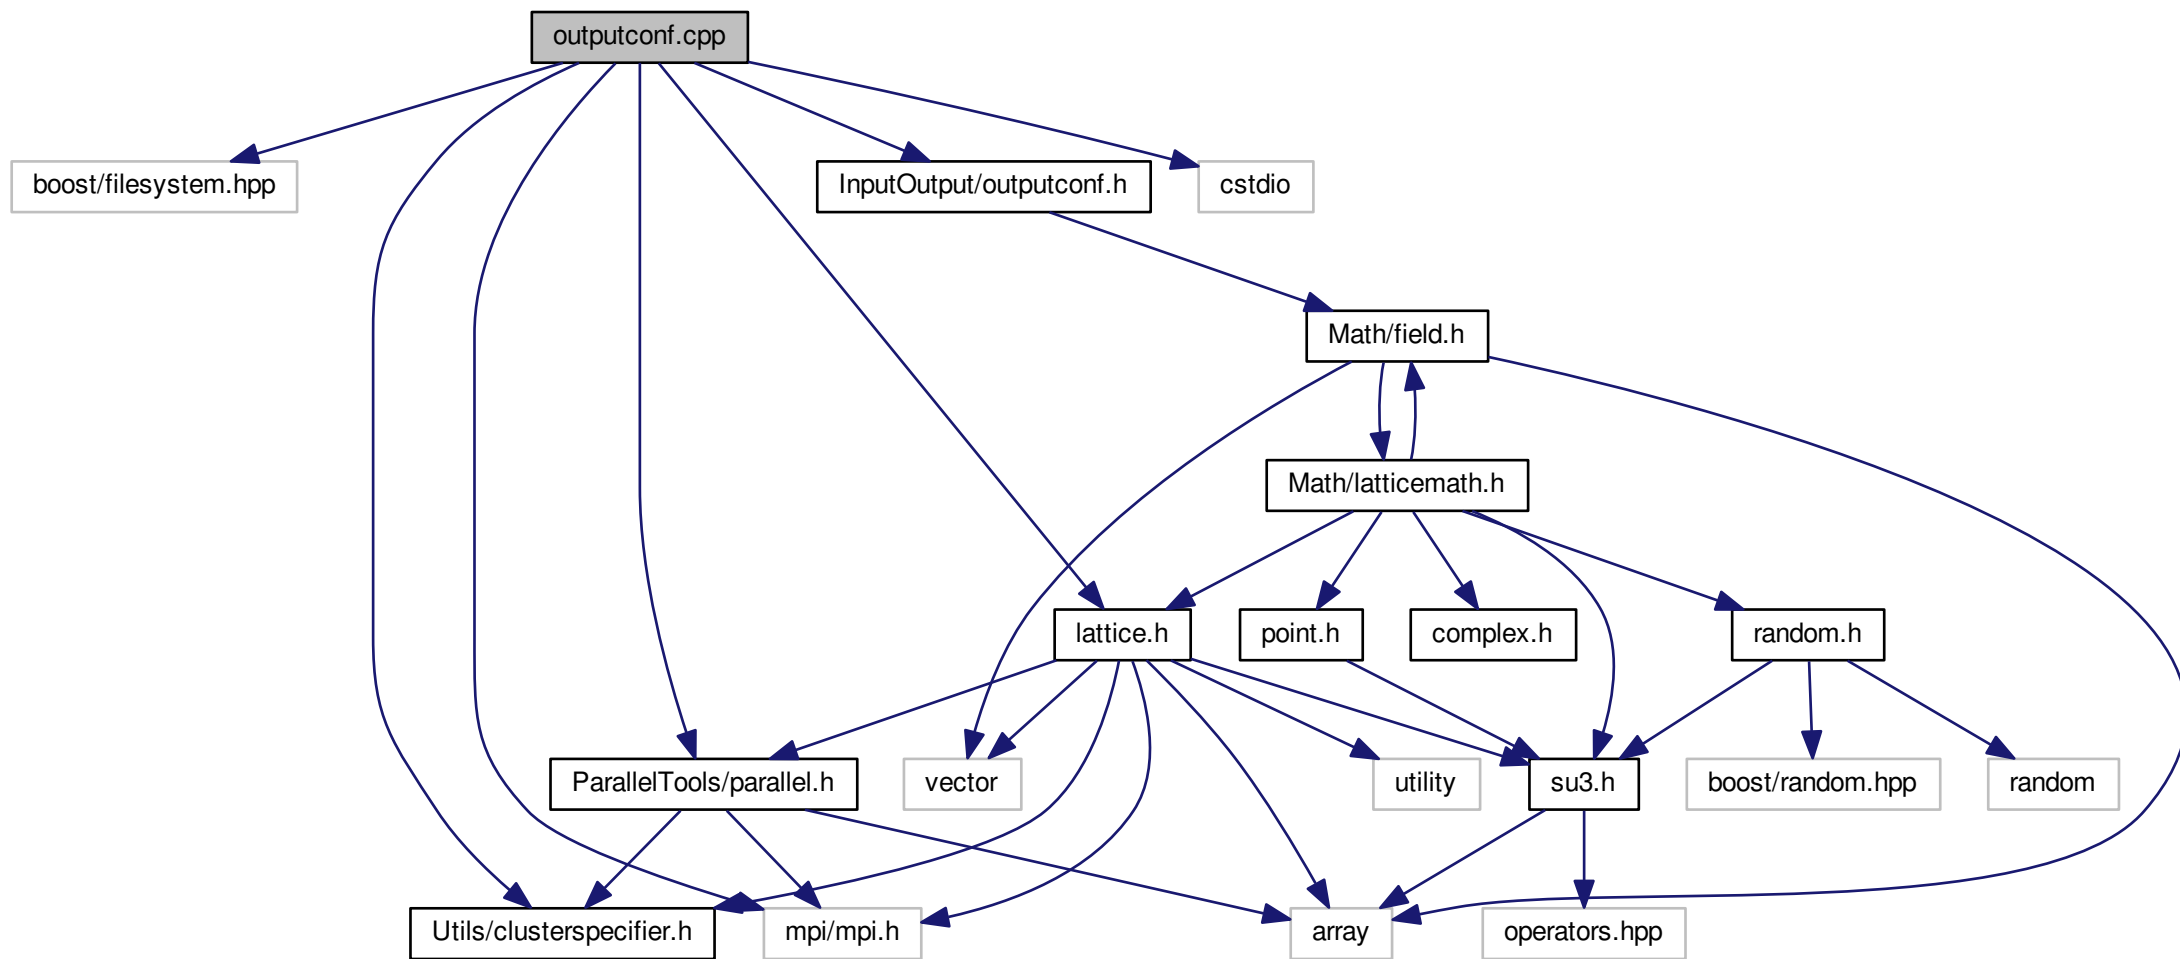 outputconf.cpp
boost/filesystem.hpp
InputOutput/outputconf.h
cstdio
Math/field.h
Math/latticemath.h
lattice.h
point.h
complex.h
random.h
ParallelTools/parallel.h
vector
utility
su3.h
boost/random.hpp
random
Utils/clusterspecifier.h
mpi/mpi.h
array
operators.hpp